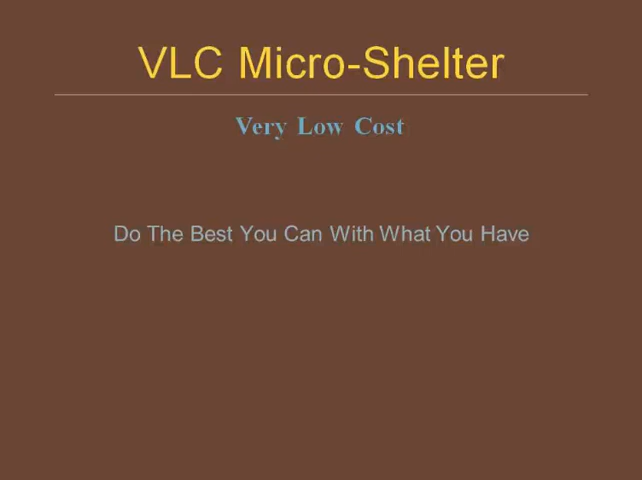 VLC Micro-Shelter
Very Low Cost
Do The Best You Can With What You Have